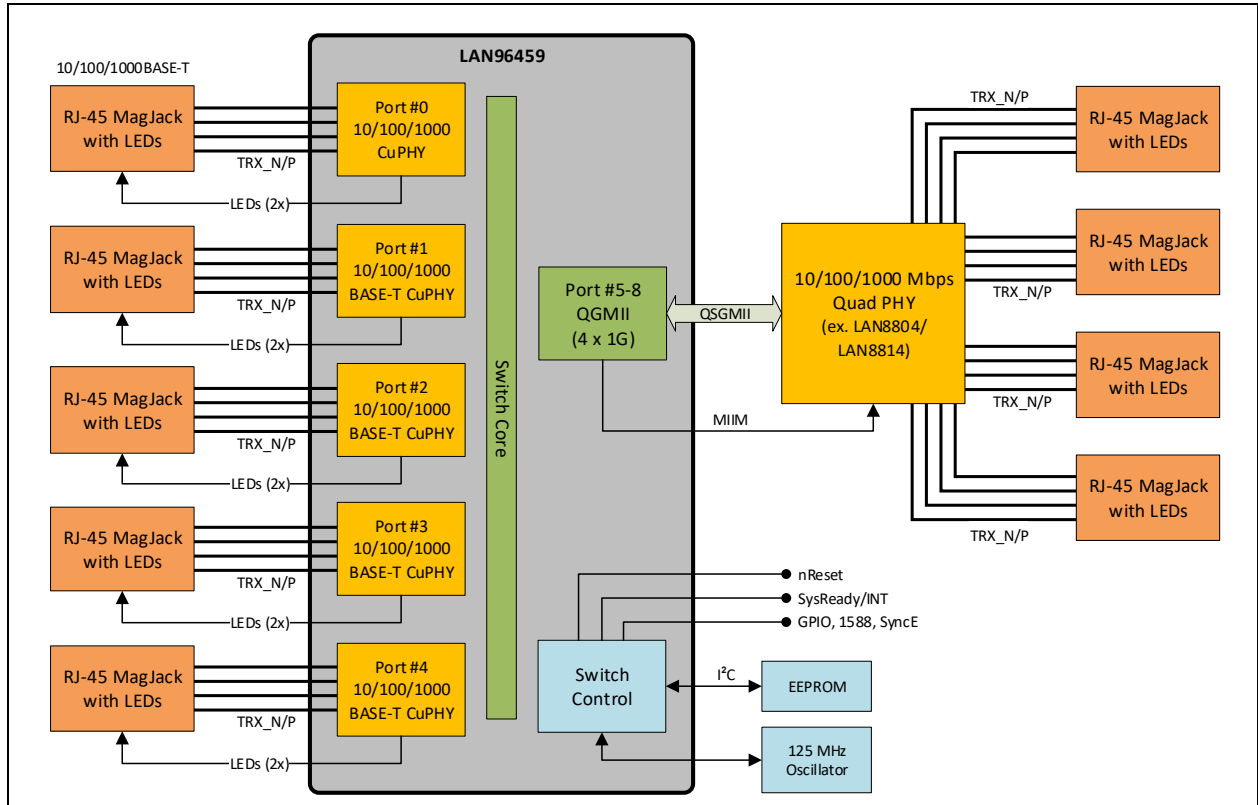 LAN96459
10/100/1000BASE-T
RJ-45 MagJack
with LEDs
TRX_N/P
LEDs (2x)
Port #0
10/100/1000
CuPHY
RJ-45 MagJack
with LEDs
TRX_N/P
LEDs (2x)
Port #1
10/100/1000
BASE-T CuPHY
RJ-45 MagJack
with LEDs
TRX_N/P
LEDs (2x)
Port #2
10/100/1000
BASE-T CuPHY
RJ-45 MagJack
with LEDs
TRX_N/P
LEDs (2x)
Port #3
10/100/1000
BASE-T CuPHY
RJ-45 MagJack
with LEDs
TRX_N/P
LEDs (2x)
Port #4
10/100/1000
BASE-T CuPHY
Switch Core
Port #5-8
QGMII
(4 x 1G)
QSGMII
MIIM
10/100/1000 Mbps
Quad PHY
(ex. LAN8804/
LAN8814)
TRX_N/P
RJ-45 MagJack
with LEDs
TRX_N/P
RJ-45 MagJack
with LEDs
TRX_N/P
RJ-45 MagJack
with LEDs
TRX_N/P
RJ-45 MagJack
with LEDs
nReset
SysReady/INT
GPIO, 1588, SyncE
Switch
Control
I²C
EEPROM
125 MHz
Oscillator